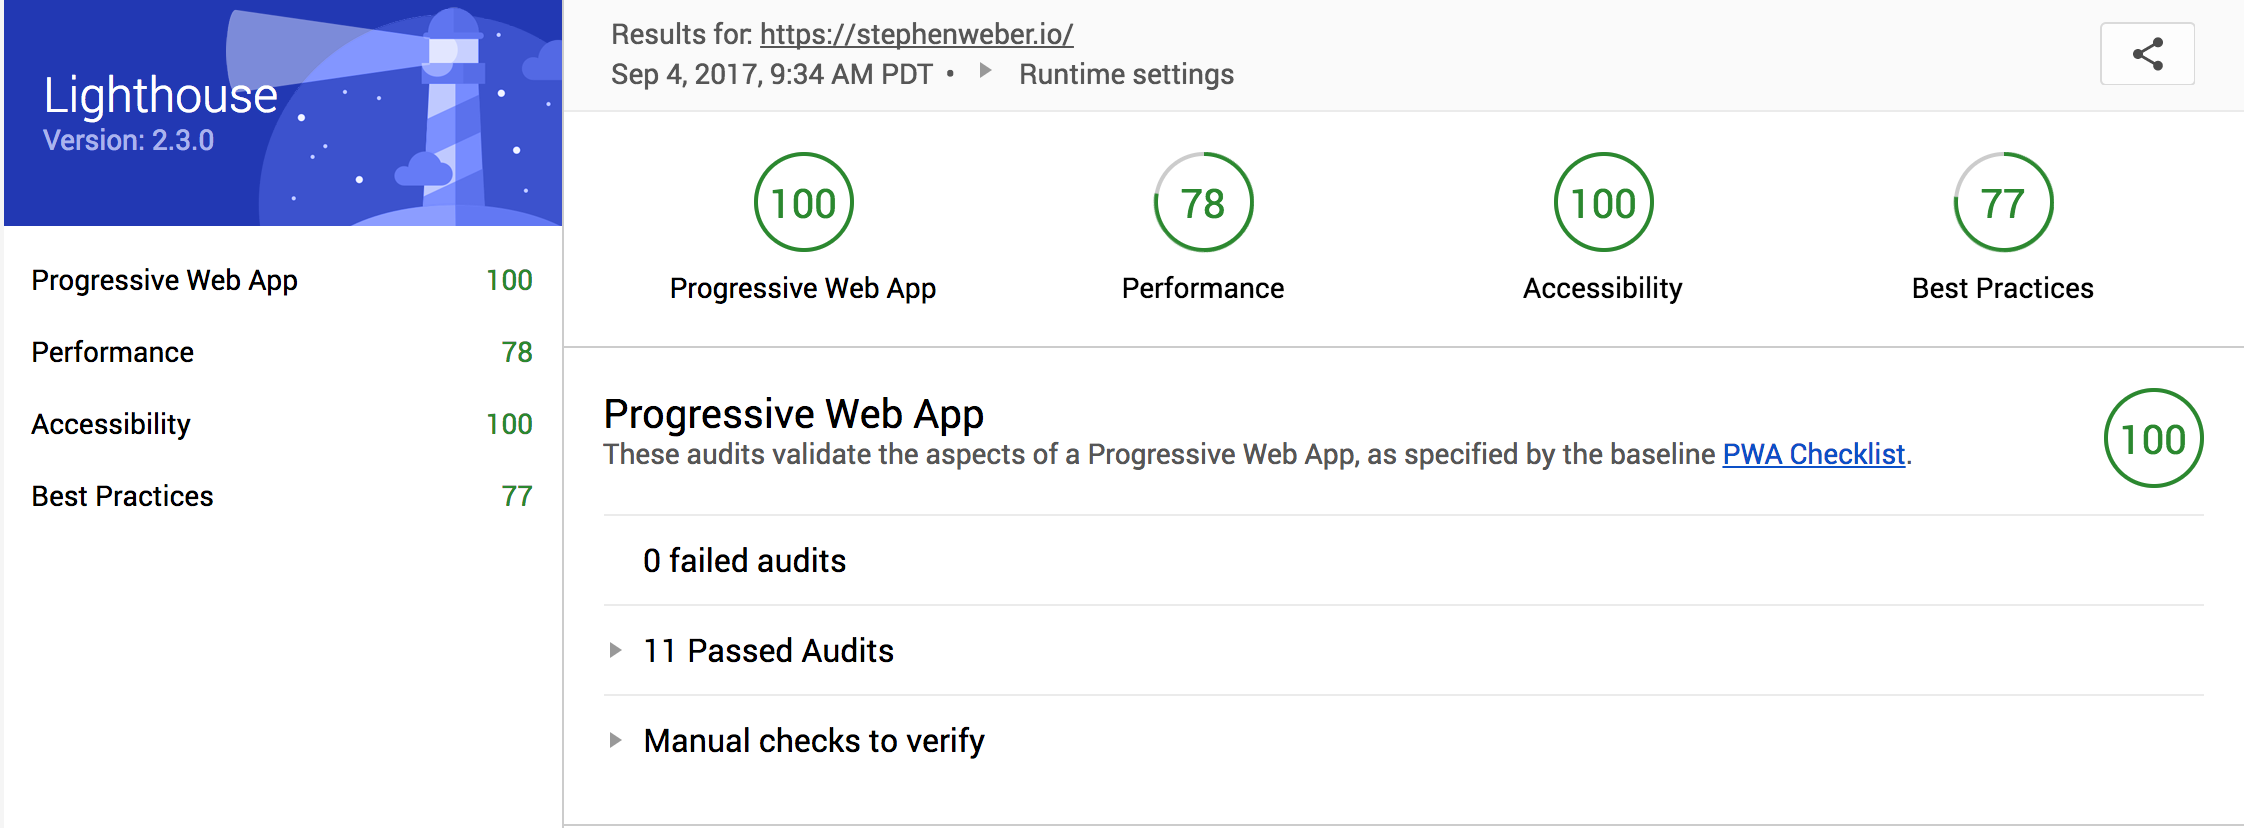 Lighthouse
Version: 2.3.0
Progressive Web App 100
Performance 78
Accessibility 100
Best Practices 77
Results for: https://stephenweber.io/
Sep 4, 2017, 9:34 AM PDT • Runtime settings
100 78 100 77
Progressive Web App Performance Accessibility Best Practices
Progressive Web App
These audits validate the aspects of a Progressive Web App, as specified by the baseline PWA Checklist.
100
0 failed audits
11 Passed Audits
Manual checks to verify